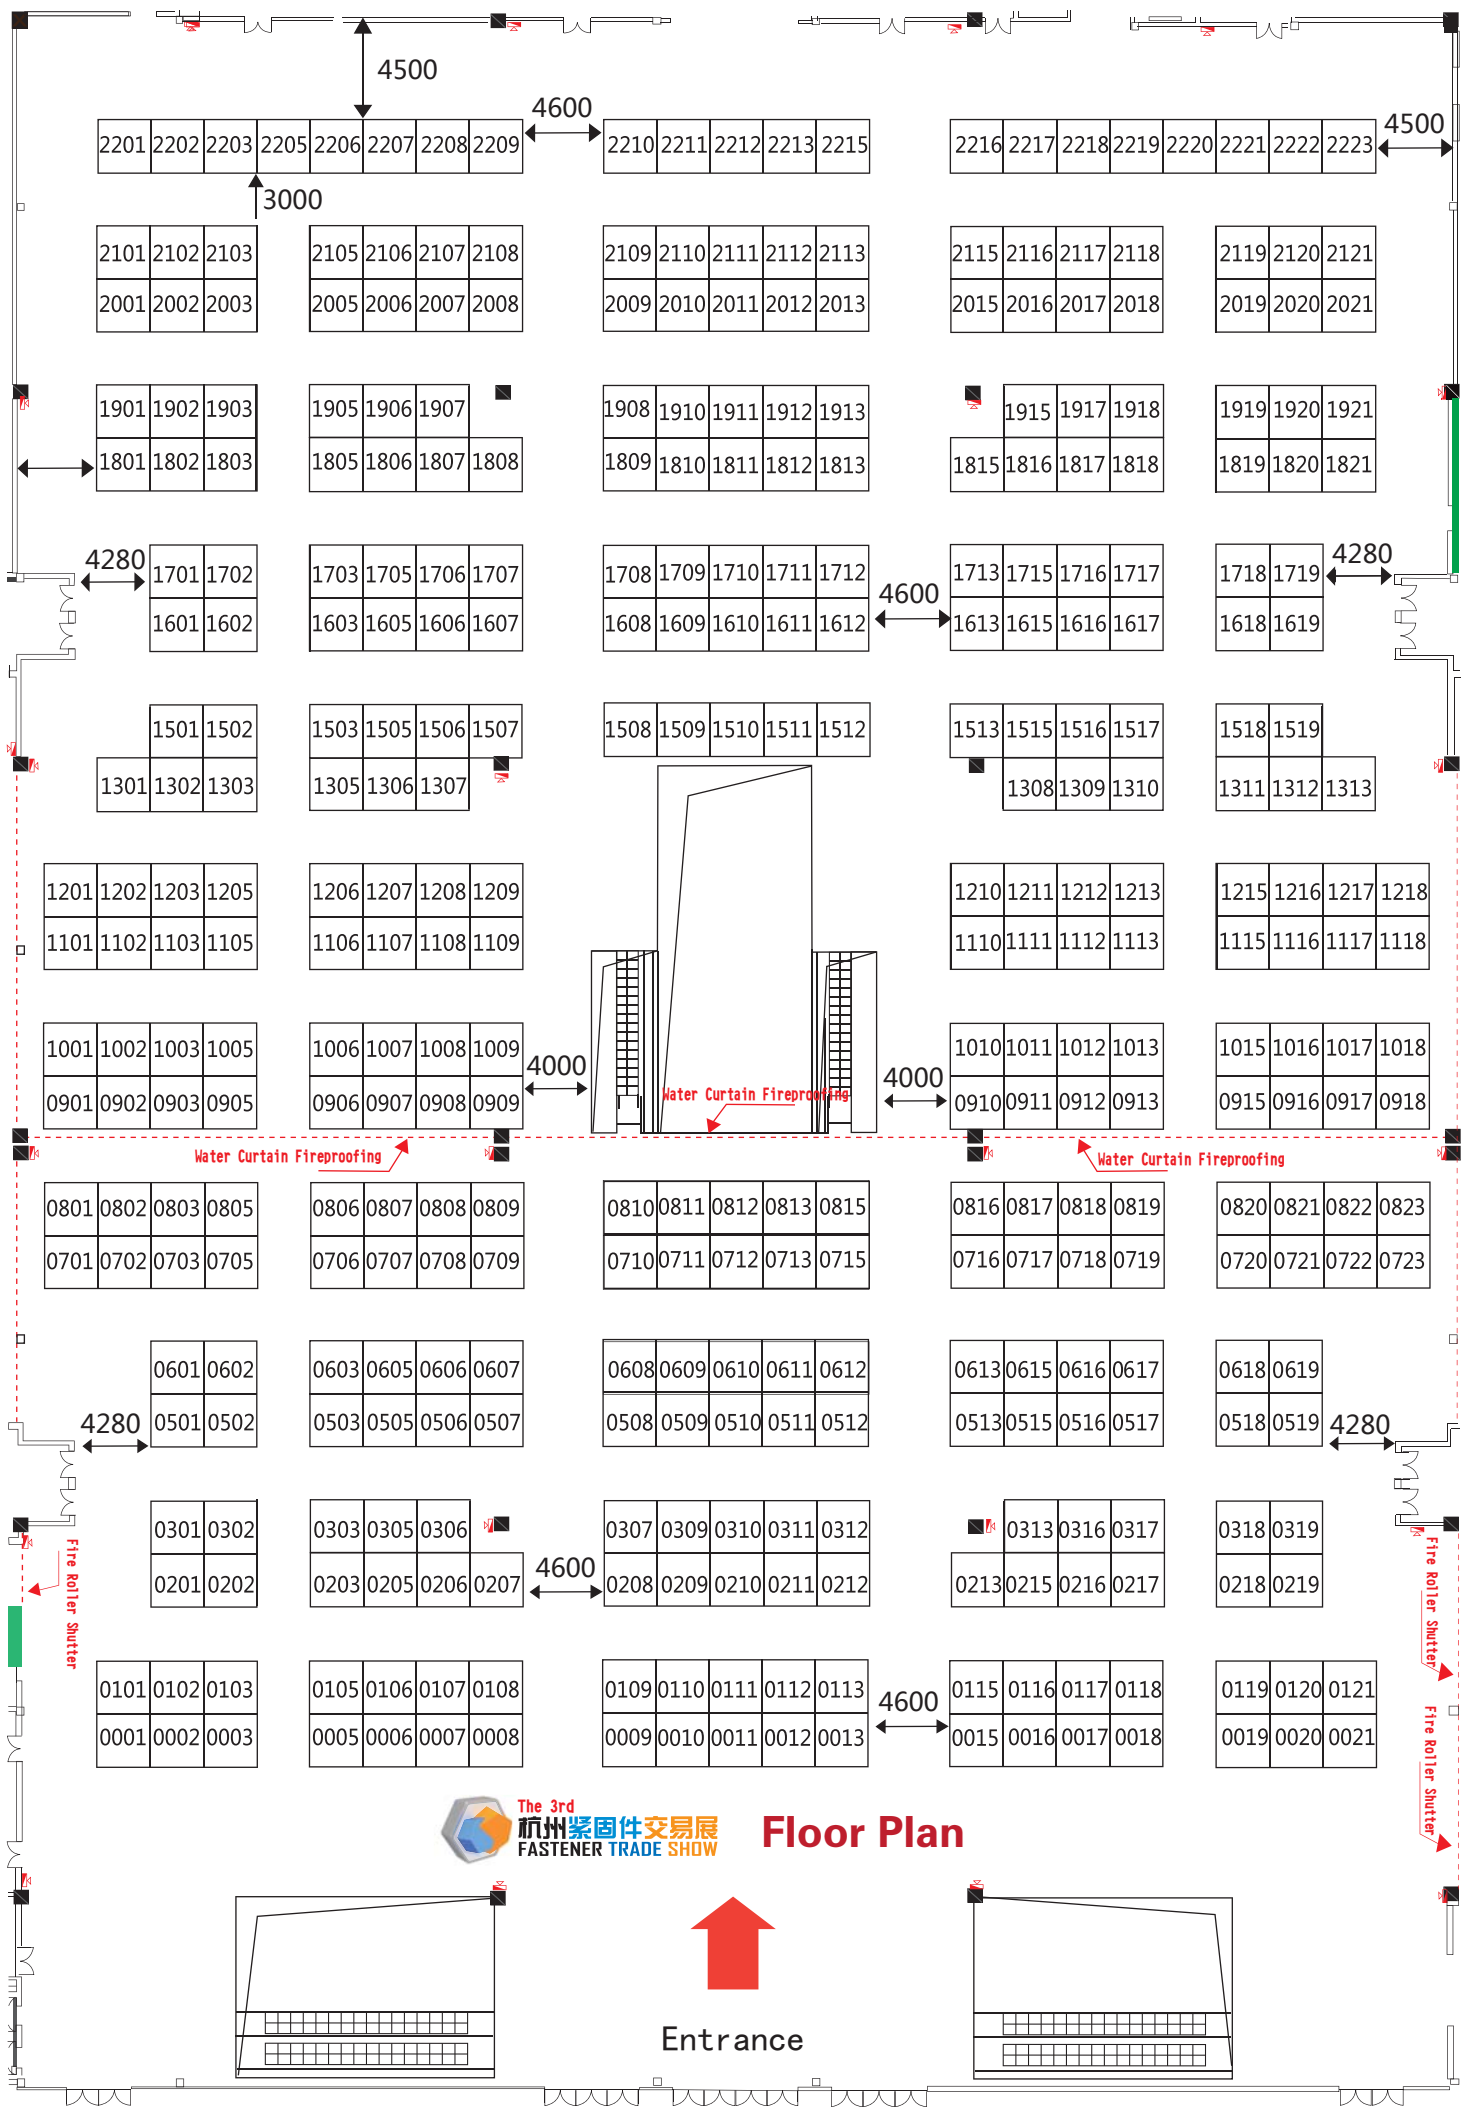 4500
4600
4500
2201 2202 2203 2205 2206 2207 2208 2209 2210 2211 2212 2213 2215 2216 2217 2218 2219 2220 2221 2222 2223
3000
2101 2102 2103 2105 2106 2107 2108 2109 2110 2111 2112 2113 2115 2116 2117 2118 2119 2120 2121
2001 2002 2003 2005 2006 2007 2008 2009 2010 2011 2012 2013 2015 2016 2017 2018 2019 2020 2021
1901 1902 1903 1905 1906 1907 1908 1910 1911 1912 1913 1915 1917 1918 1919 1920 1921
1801 1802 1803 1805 1806 1807 1808 1809 1810 1811 1812 1813 1815 1816 1817 1818 1819 1820 1821
4280 1701 1702 1703 1705 1706 1707 1708 1709 1710 1711 1712 1713 1715 1716 1717 1718 1719 4280
4600
1601 1602 1603 1605 1606 1607 1608 1609 1610 1611 1612 1613 1615 1616 1617 1618 1619
1501 1502 1503 1505 1506 1507 1508 1509 1510 1511 1512 1513 1515 1516 1517 1518 1519
1301 1302 1303 1305 1306 1307 1308 1309 1310 1311 1312 1313
1201 1202 1203 1205 1206 1207 1208 1209 1210 1211 1212 1213 1215 1216 1217 1218
1101 1102 1103 1105 1106 1107 1108 1109 1110 1111 1112 1113 1115 1116 1117 1118
1001 1002 1003 1005 1006 1007 1008 1009 1010 1011 1012 1013 1015 1016 1017 1018
4000 4000
Water Curtain Fireproofing
0901 0902 0903 0905 0906 0907 0908 0909 0910 0911 0912 0913 0915 0916 0917 0918
Water Curtain Fireproofing
Water Curtain Fireproofing
0801 0802 0803 0805 0806 0807 0808 0809 0810 0811 0812 0813 0815 0816 0817 0818 0819 0820 0821 0822 0823
0701 0702 0703 0705 0706 0707 0708 0709 0710 0711 0712 0713 0715 0716 0717 0718 0719 0720 0721 0722 0723
0601 0602 0603 0605 0606 0607 0608 0609 0610 0611 0612 0613 0615 0616 0617 0618 0619
4280 0501 0502 0503 0505 0506 0507 0508 0509 0510 0511 0512 0513 0515 0516 0517 0518 0519 4280
0301 0302 0303 0305 0306 0307 0309 0310 0311 0312 0313 0316 0317 0318 0319
4600
0201 0202 0203 0205 0206 0207 0208 0209 0210 0211 0212 0213 0215 0216 0217 0218 0219
Fire Roller Shutter
Fire Roller Shutter
0101 0102 0103 0105 0106 0107 0108 0109 0110 0111 0112 0113 0115 0116 0117 0118 0119 0120 0121
4600
0001 0002 0003 0005 0006 0007 0008 0009 0010 0011 0012 0013 0015 0016 0017 0018 0019 0020 0021
Fire Roller Shutter
The 3rd
杭州紧固件交易展
FASTENER TRADE SHOW
Floor Plan
Entrance